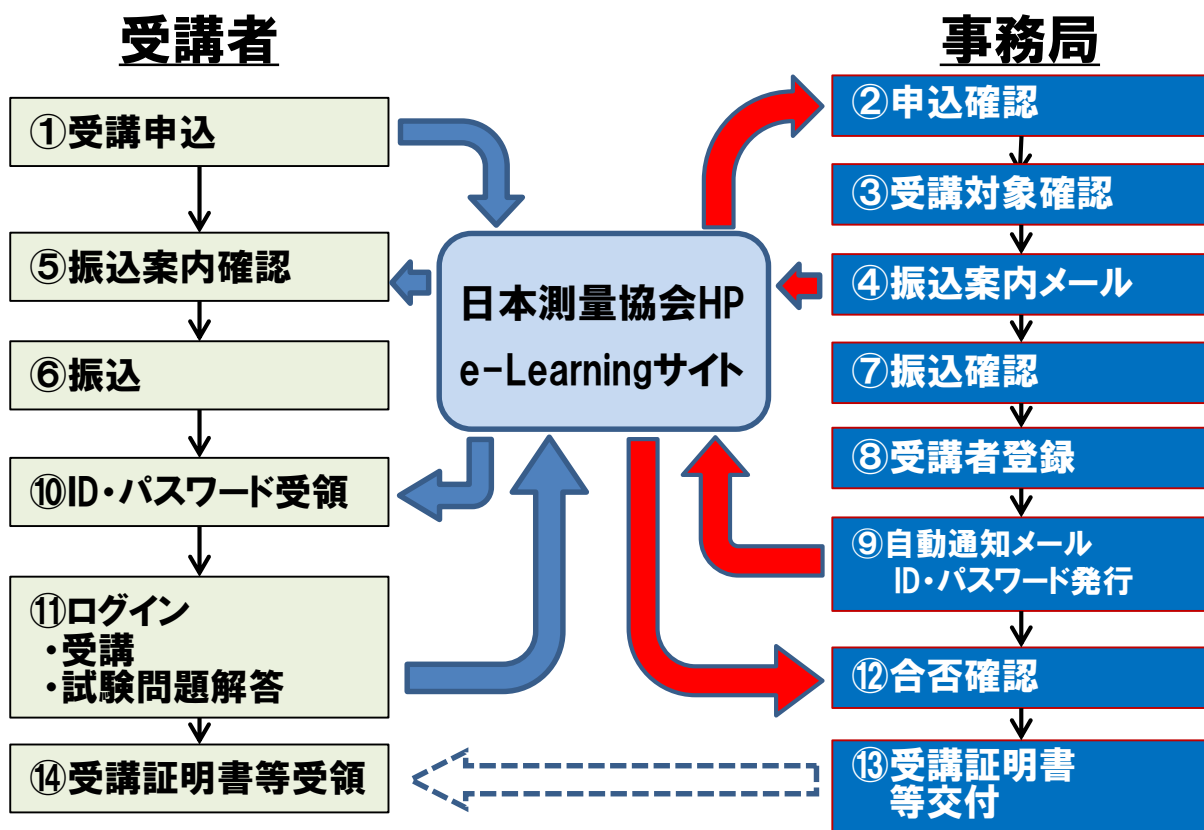 受講者
①受講申込
⑤振込案内確認
⑥振込
⑩ID・パスワード受領
⑪ログイン
・受講
・試験問題解答
⑭受講証明書等受領
日本測量協会HP
e-Learningサイト
事務局
②申込確認
③受講対象確認
④振込案内メール
⑦振込確認
⑧受講者登録
⑨自動通知メール
ID・パスワード発行
⑫合否確認
⑬受講証明書
等交付